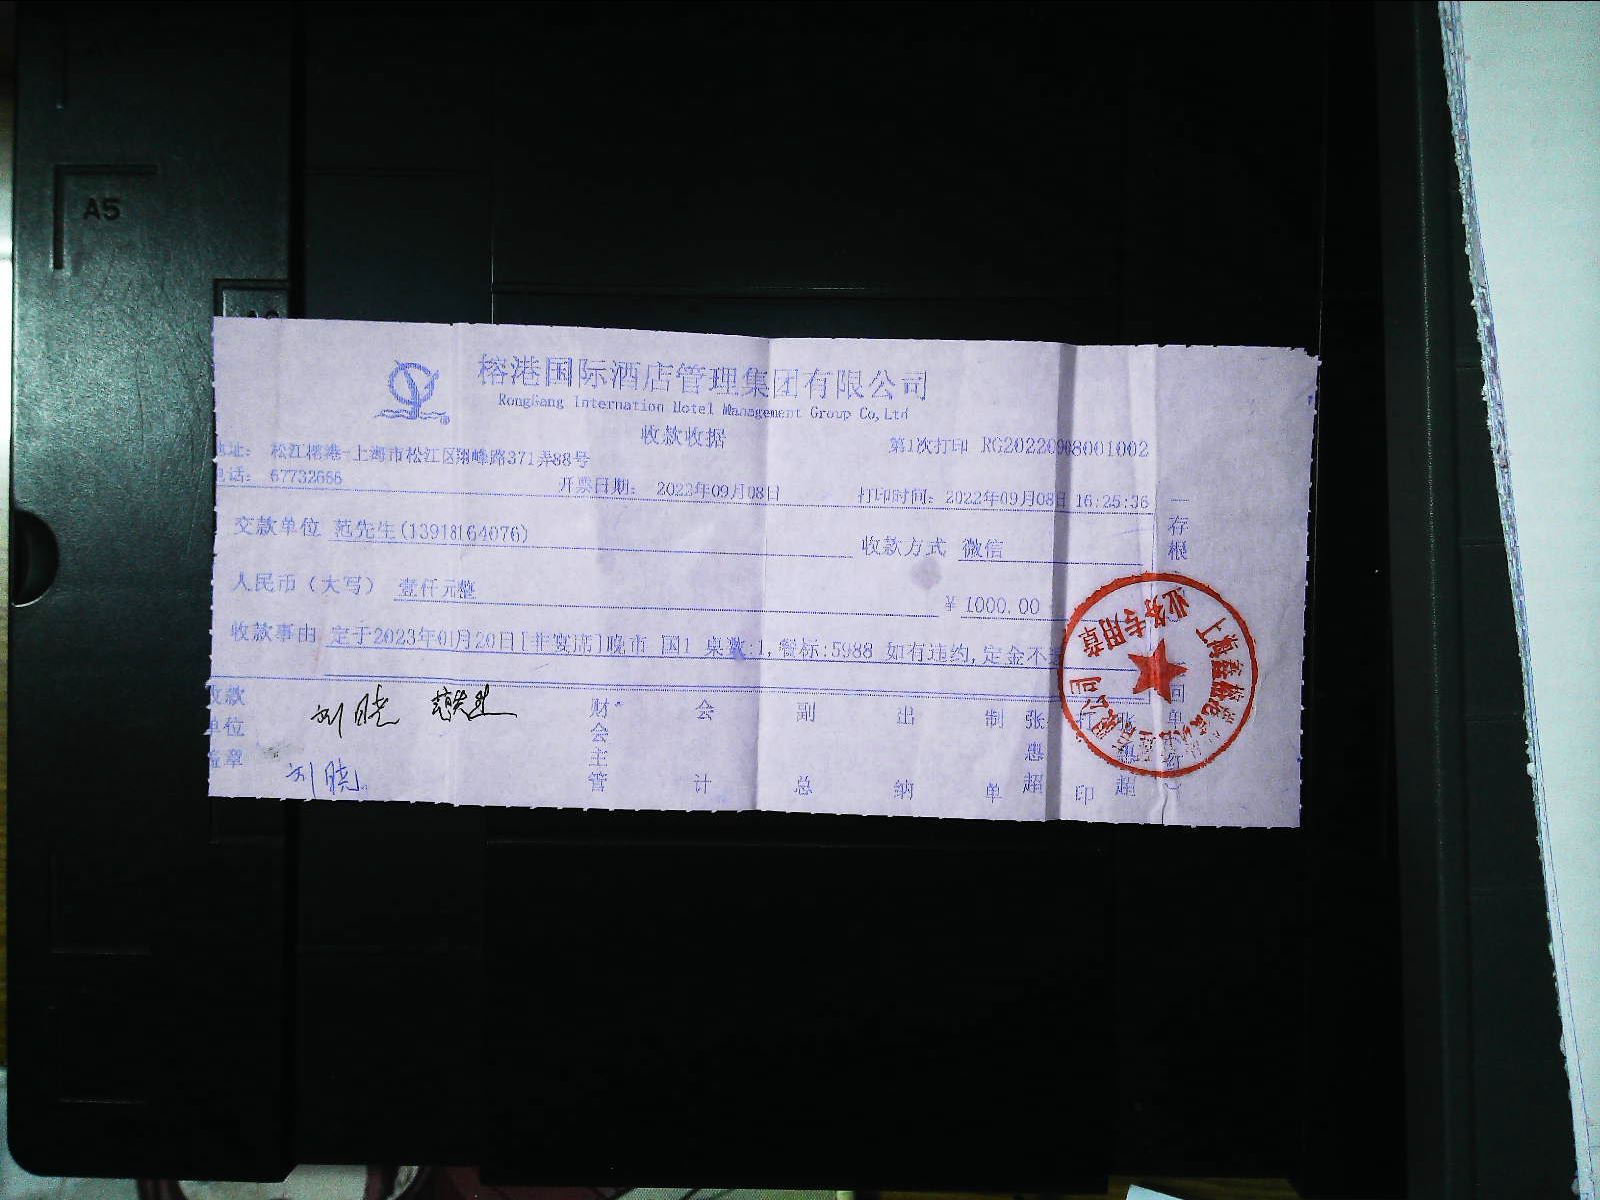 A5
榕港国际酒店管理集团有限公司
RongGang Internation Hotel Management Group Co,Ltd
收款收据
第1次打印 RG20220908001002
地址: 松江榕港-上海市松江区翔峰路371弄88号
电话: 67732666
开票日期: 2022年09月08日
打印时间: 2022年09月08日 16:25:36
交款单位 范先生(13918164076)
收款方式 微信
人民币（大写） 壹仟元整
¥ 1000.00
收款事由 定于2023年01月20日[非宴席]晚市 国1 桌数:1,餐标:5988 如有违约,定金不
收款单位盖章
刘晓
刘晓
财会主管
会计
副总
出纳
制单
张惠超
打印
张惠超
存根
业务专用章